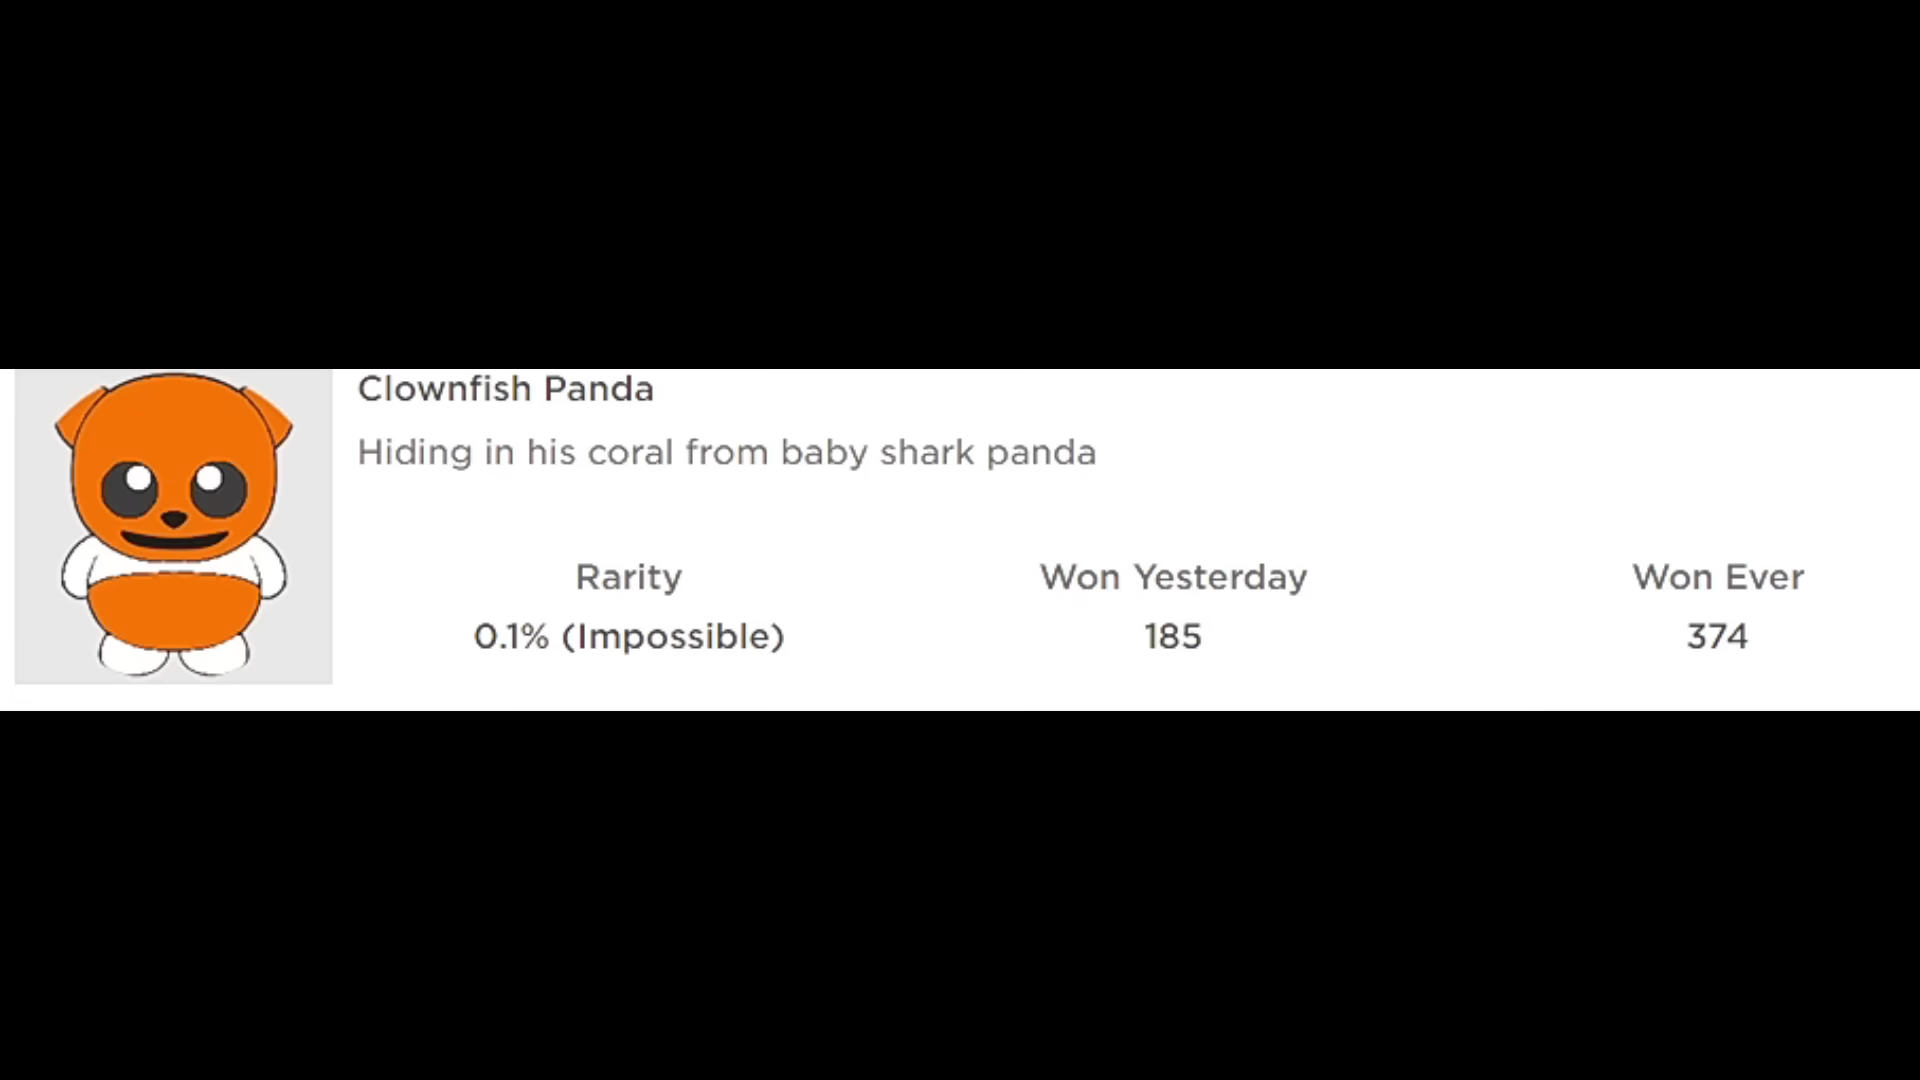 Clownfish Panda
Hiding in his coral from baby shark panda
Rarity Won Yesterday Won Ever
0.1% (Impossible) 185 374